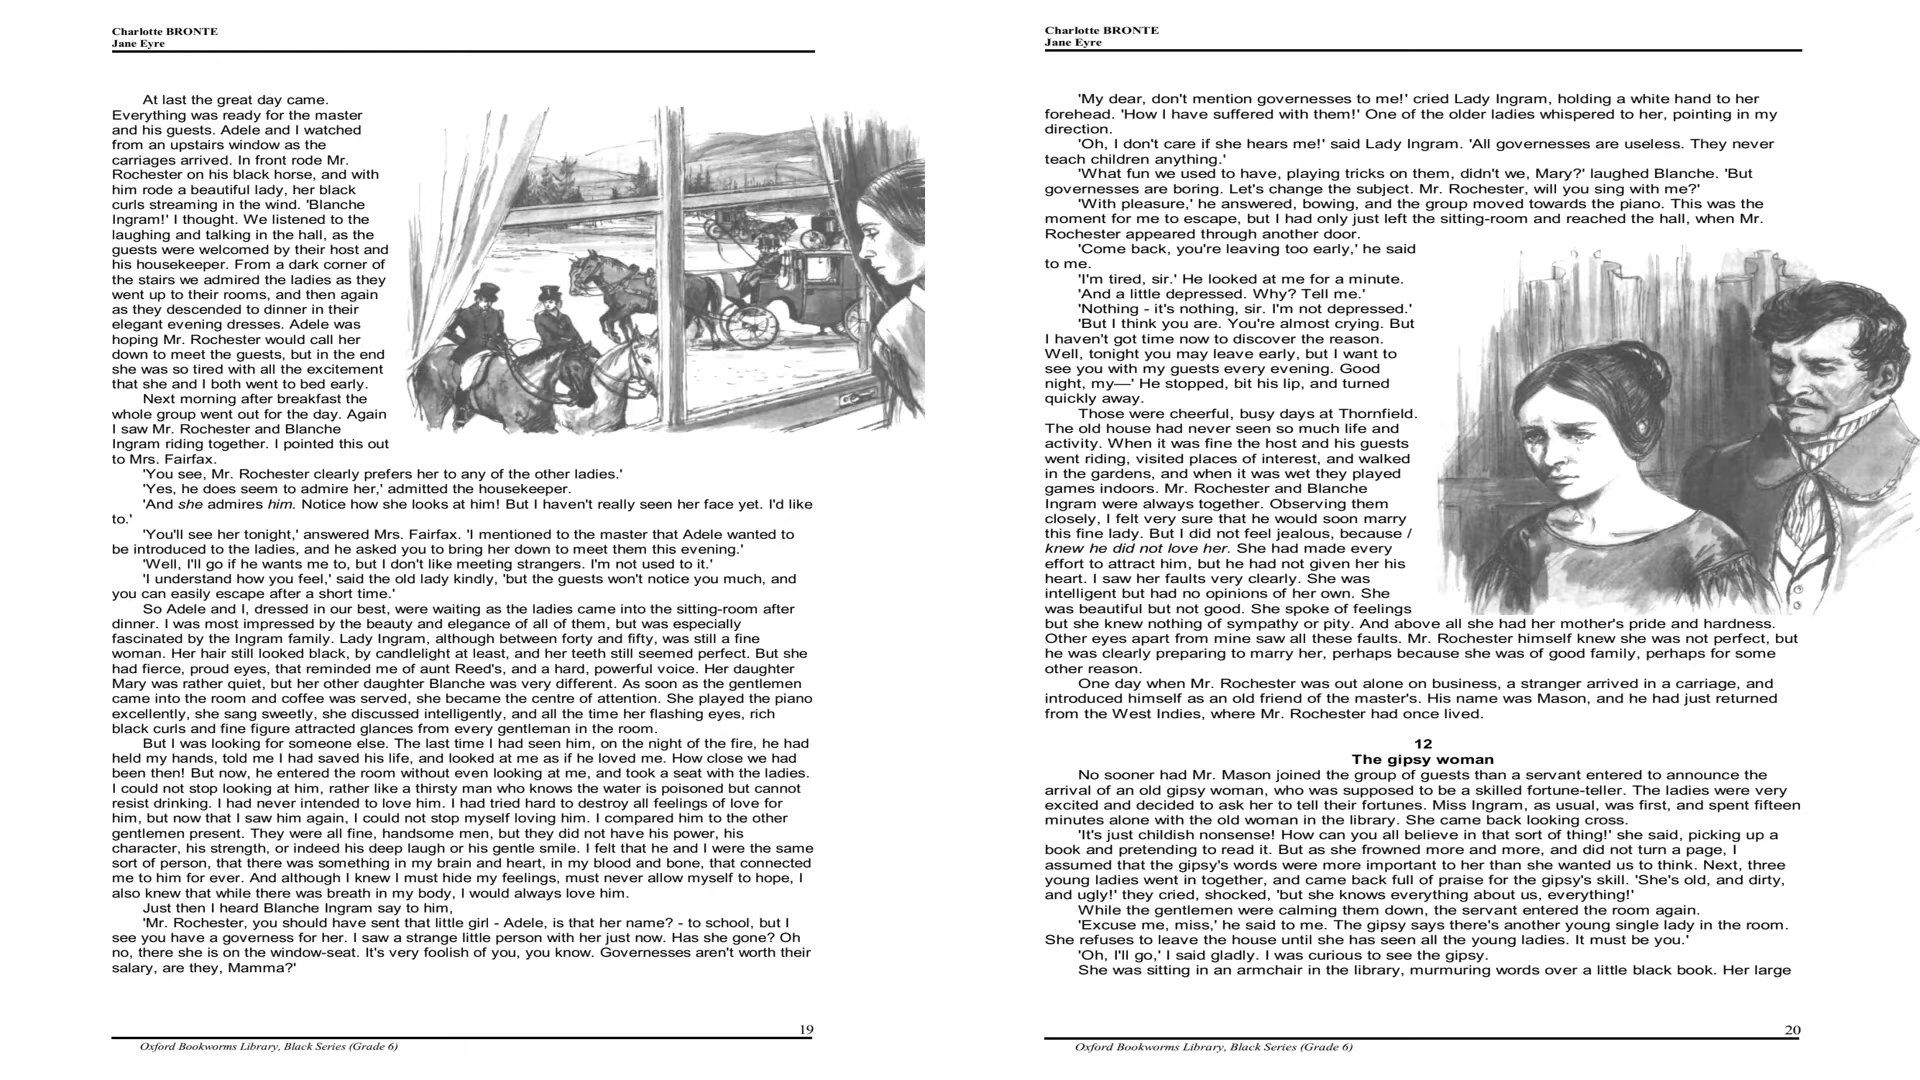 Charlotte BRONTE
Jane Eyre
At last the great day came.
Everything was ready for the master
and his guests. Adele and I watched
from an upstairs window as the
carriages arrived. In front rode Mr.
Rochester on his black horse, and with
him rode a beautiful lady, her black
curls streaming in the wind. 'Blanche
Ingram!' I thought. We listened to the
laughing and talking in the hall, as the
guests were welcomed by their host and
his housekeeper. From a dark corner of
the stairs we admired the ladies as they
went up to their rooms, and then again
as they descended to dinner in their
elegant evening dresses. Adele was
hoping Mr. Rochester would call her
down to meet the guests, but in the end
she was so tired with all the excitement
that she and I both went to bed early.
Next morning after breakfast the
whole group went out for the day. Again
I saw Mr. Rochester and Blanche
Ingram riding together. I pointed this out
to Mrs. Fairfax.
'You see, Mr. Rochester clearly prefers her to any of the other ladies.'
'Yes, he does seem to admire her,' admitted the housekeeper.
'And she admires him. Notice how she looks at him! But I haven't really seen her face yet. I'd like
to.'
'You'll see her tonight,' answered Mrs. Fairfax. 'I mentioned to the master that Adele wanted to
be introduced to the ladies, and he asked you to bring her down to meet them this evening.'
'Well, I'll go if he wants me to, but I don't like meeting strangers. I'm not used to it.'
'I understand how you feel,' said the old lady kindly, 'but the guests won't notice you much, and
you can easily escape after a short time.'
So Adele and I, dressed in our best, were waiting as the ladies came into the sitting-room after
dinner. I was most impressed by the beauty and elegance of all of them, but was especially
fascinated by the Ingram family. Lady Ingram, although between forty and fifty, was still a fine
woman. Her hair still looked black, by candlelight at least, and her teeth still seemed perfect. But she
had fierce, proud eyes, that reminded me of aunt Reed's, and a hard, powerful voice. Her daughter
Mary was rather quiet, but her other daughter Blanche was very different. As soon as the gentlemen
came into the room and coffee was served, she became the centre of attention. She played the piano
excellently, she sang sweetly, she discussed intelligently, and all the time her flashing eyes, rich
black curls and fine figure attracted glances from every gentleman in the room.
But I was looking for someone else. The last time I had seen him, on the night of the fire, he had
held my hands, told me I had saved his life, and looked at me as if he loved me. How close we had
been then! But now, he entered the room without even looking at me, and took a seat with the ladies.
I could not stop looking at him, rather like a thirsty man who knows the water is poisoned but cannot
resist drinking. I had never intended to love him. I had tried hard to destroy all feelings of love for
him, but now that I saw him again, I could not stop myself loving him. I compared him to the other
gentlemen present. They were all fine, handsome men, but they did not have his power, his
character, his strength, or indeed his deep laugh or his gentle smile. I felt that he and I were the same
sort of person, that there was something in my brain and heart, in my blood and bone, that connected
me to him for ever. And although I knew I must hide my feelings, must never allow myself to hope, I
also knew that while there was breath in my body, I would always love him.
Just then I heard Blanche Ingram say to him,
'Mr. Rochester, you should have sent that little girl - Adele, is that her name? - to school, but I
see you have a governess for her. I saw a strange little person with her just now. Has she gone? Oh
no, there she is on the window-seat. It's very foolish of you, you know. Governesses aren't worth their
salary, are they, Mamma?'
19
Oxford Bookworms Library, Black Series (Grade 6)
Charlotte BRONTE
Jane Eyre
'My dear, don't mention governesses to me!' cried Lady Ingram, holding a white hand to her
forehead. 'How I have suffered with them!' One of the older ladies whispered to her, pointing in my
direction.
'Oh, I don't care if she hears me!' said Lady Ingram. 'All governesses are useless. They never
teach children anything.'
'What fun we used to have, playing tricks on them, didn't we, Mary?' laughed Blanche. 'But
governesses are boring. Let's change the subject. Mr. Rochester, will you sing with me?'
'With pleasure,' he answered, bowing, and the group moved towards the piano. This was the
moment for me to escape, but I had only just left the sitting-room and reached the hall, when Mr.
Rochester appeared through another door.
'Come back, you're leaving too early,' he said
to me.
'I'm tired, sir.' He looked at me for a minute.
'And a little depressed. Why? Tell me.'
'Nothing - it's nothing, sir. I'm not depressed.'
'But I think you are. You're almost crying. But
I haven't got time now to discover the reason.
Well, tonight you may leave early, but I want to
see you with my guests every evening. Good
night, my—' He stopped, bit his lip, and turned
quickly away.
Those were cheerful, busy days at Thornfield.
The old house had never seen so much life and
activity. When it was fine the host and his guests
went riding, visited places of interest, and walked
in the gardens, and when it was wet they played
games indoors. Mr. Rochester and Blanche
Ingram were always together. Observing them
closely, I felt very sure that he would soon marry
this fine lady. But I did not feel jealous, because /
knew he did not love her. She had made every
effort to attract him, but he had not given her his
heart. I saw her faults very clearly. She was
intelligent but had no opinions of her own. She
was beautiful but not good. She spoke of feelings
but she knew nothing of sympathy or pity. And above all she had her mother's pride and hardness.
Other eyes apart from mine saw all these faults. Mr. Rochester himself knew she was not perfect, but
he was clearly preparing to marry her, perhaps because she was of good family, perhaps for some
other reason.
One day when Mr. Rochester was out alone on business, a stranger arrived in a carriage, and
introduced himself as an old friend of the master's. His name was Mason, and he had just returned
from the West Indies, where Mr. Rochester had once lived.
12
The gipsy woman
No sooner had Mr. Mason joined the group of guests than a servant entered to announce the
arrival of an old gipsy woman, who was supposed to be a skilled fortune-teller. The ladies were very
excited and decided to ask her to tell their fortunes. Miss Ingram, as usual, was first, and spent fifteen
minutes alone with the old woman in the library. She came back looking cross.
'It's just childish nonsense! How can you all believe in that sort of thing!' she said, picking up a
book and pretending to read it. But as she frowned more and more, and did not turn a page, I
assumed that the gipsy's words were more important to her than she wanted us to think. Next, three
young ladies went in together, and came back full of praise for the gipsy's skill. 'She's old, and dirty,
and ugly!' they cried, shocked, 'but she knows everything about us, everything!'
While the gentlemen were calming them down, the servant entered the room again.
'Excuse me, miss,' he said to me. The gipsy says there's another young single lady in the room.
She refuses to leave the house until she has seen all the young ladies. It must be you.'
'Oh, I'll go,' I said gladly. I was curious to see the gipsy.
She was sitting in an armchair in the library, murmuring words over a little black book. Her large
20
Oxford Bookworms Library, Black Series (Grade 6)